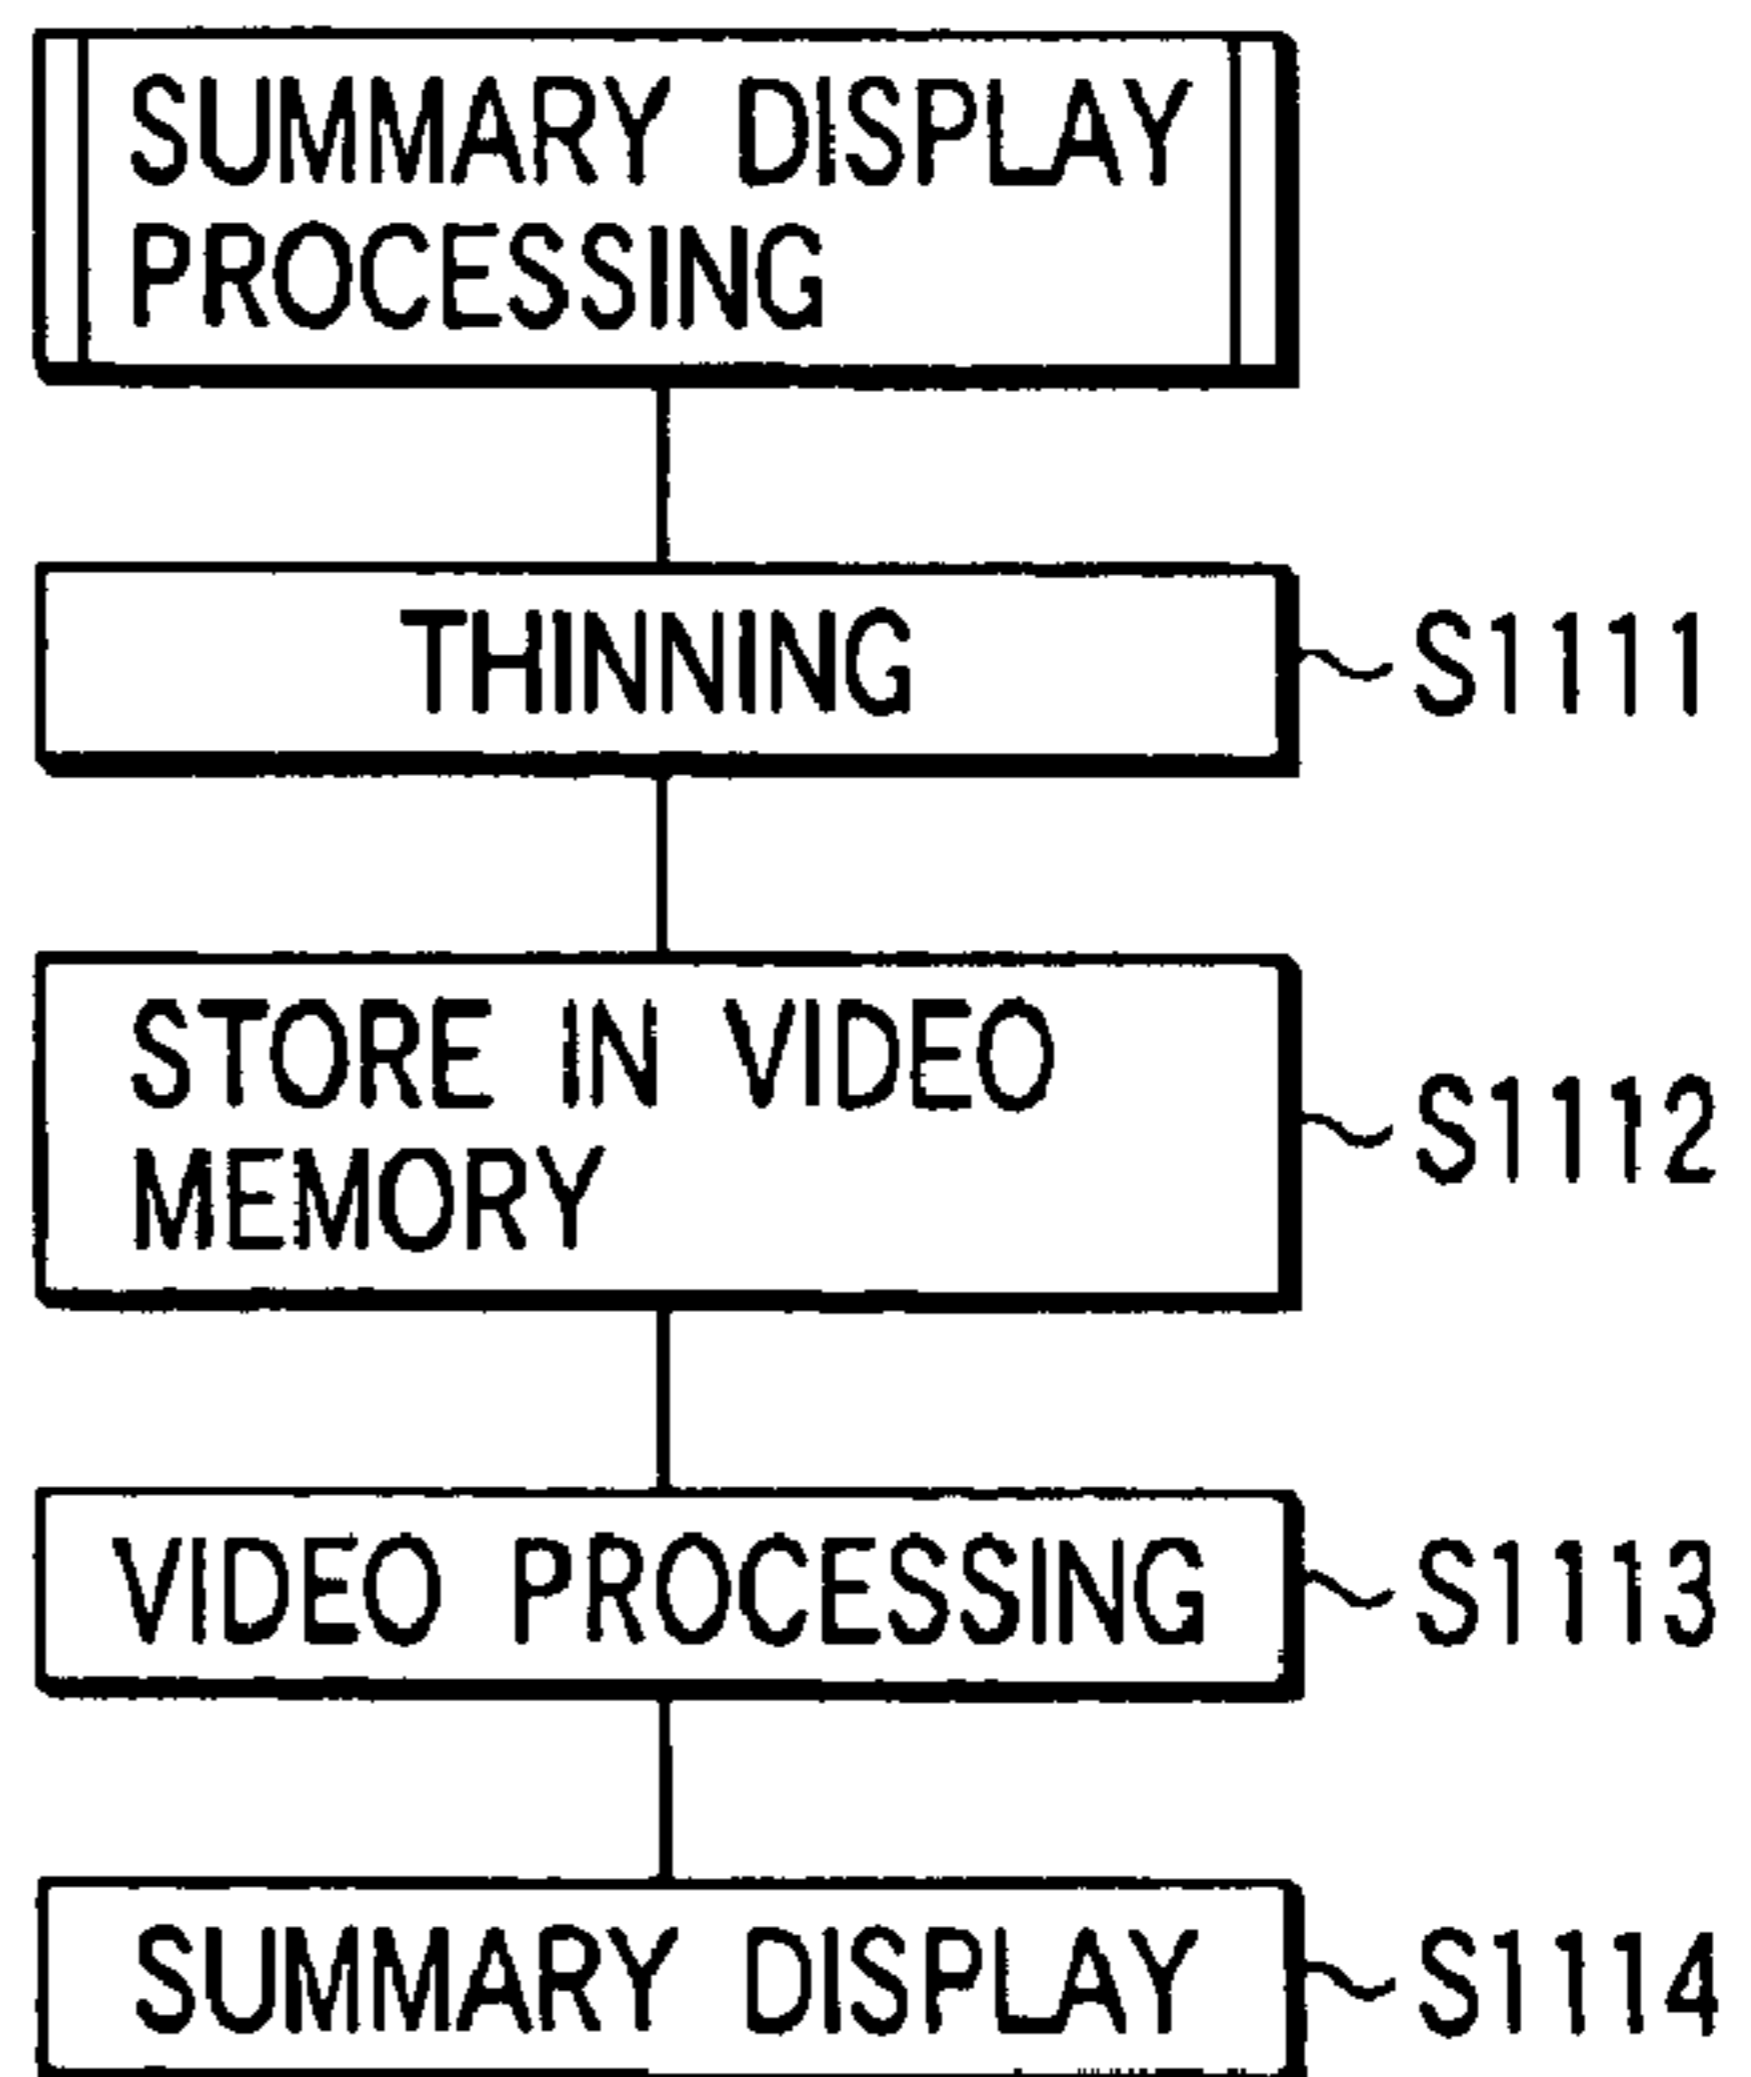 SUMMARY DISPLAY
PROCESSING
THINNING
S1111
STORE IN VIDEO
MEMORY
S1112
VIDEO PROCESSING
S1113
SUMMARY DISPLAY
S1114